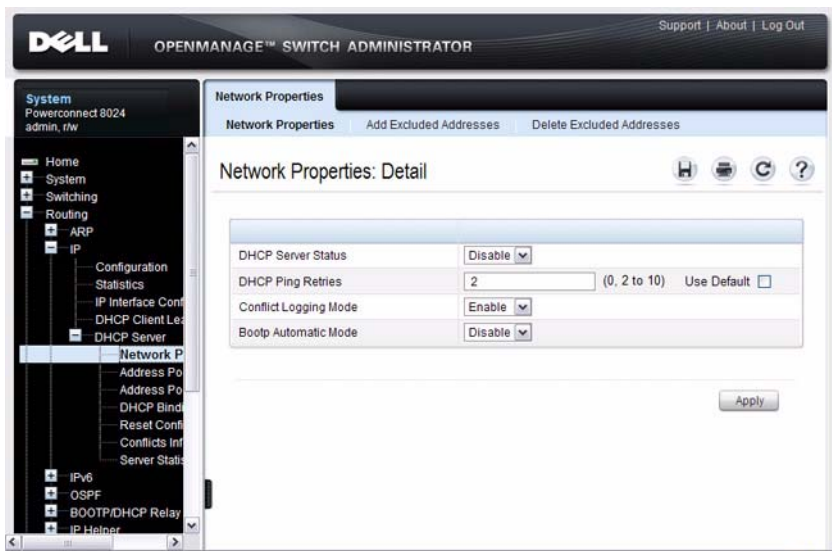 Support | About | Log Out
DELL OPENMANAGE™ SWITCH ADMINISTRATOR
System
Powerconnect 8024
admin, r/w
Home
System
Switching
Routing
ARP
IP
Configuration
Statistics
IP Interface Conf
DHCP Client Lea
DHCP Server
Network P
Address Po
Address Po
DHCP Bindi
Reset Confi
Conflicts Inf
Server Statis
IPv6
OSPF
BOOTP/DHCP Relay
IP Helper
Network Properties
Network Properties Add Excluded Addresses Delete Excluded Addresses
Network Properties: Detail
DHCP Server Status Disable
DHCP Ping Retries 2 (0, 2 to 10) Use Default
Conflict Logging Mode Enable
Bootp Automatic Mode Disable
Apply